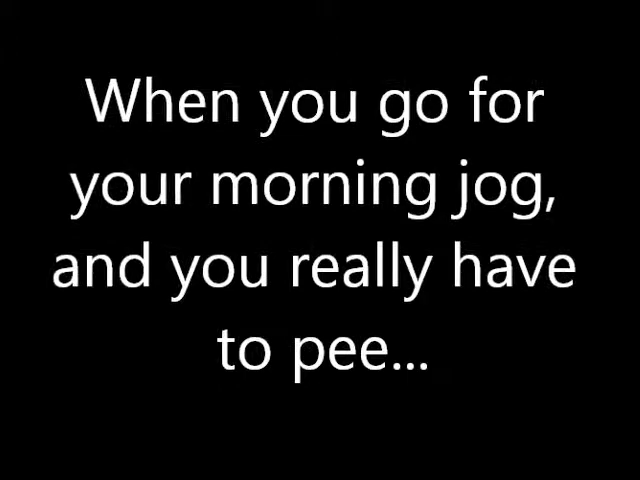 When you go for
your morning jog,
and you really have
to pee...